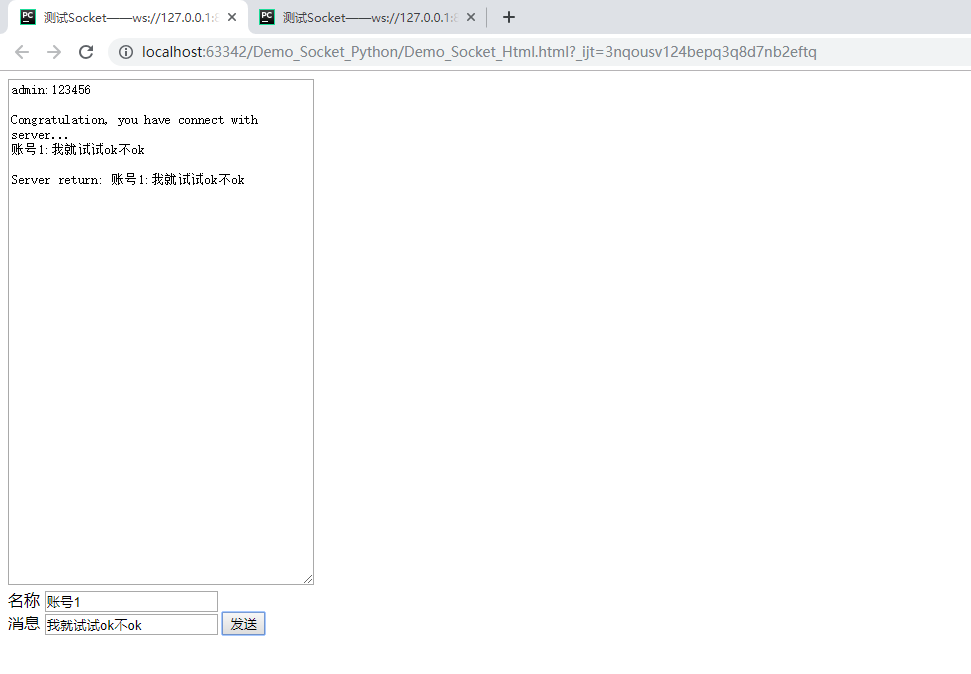 测试Socket——ws://127.0.0.1:
测试Socket——ws://127.0.0.1:
localhost:63342/Demo_Socket_Python/Demo_Socket_Html.html?_ijt=3nqousv124bepq3q8d7nb2eftq
admin:123456
Congratulation, you have connect with
server...
账号1:我就试试ok不ok
Server return: 账号1:我就试试ok不ok
名称 账号1
消息 我就试试ok不ok 发送